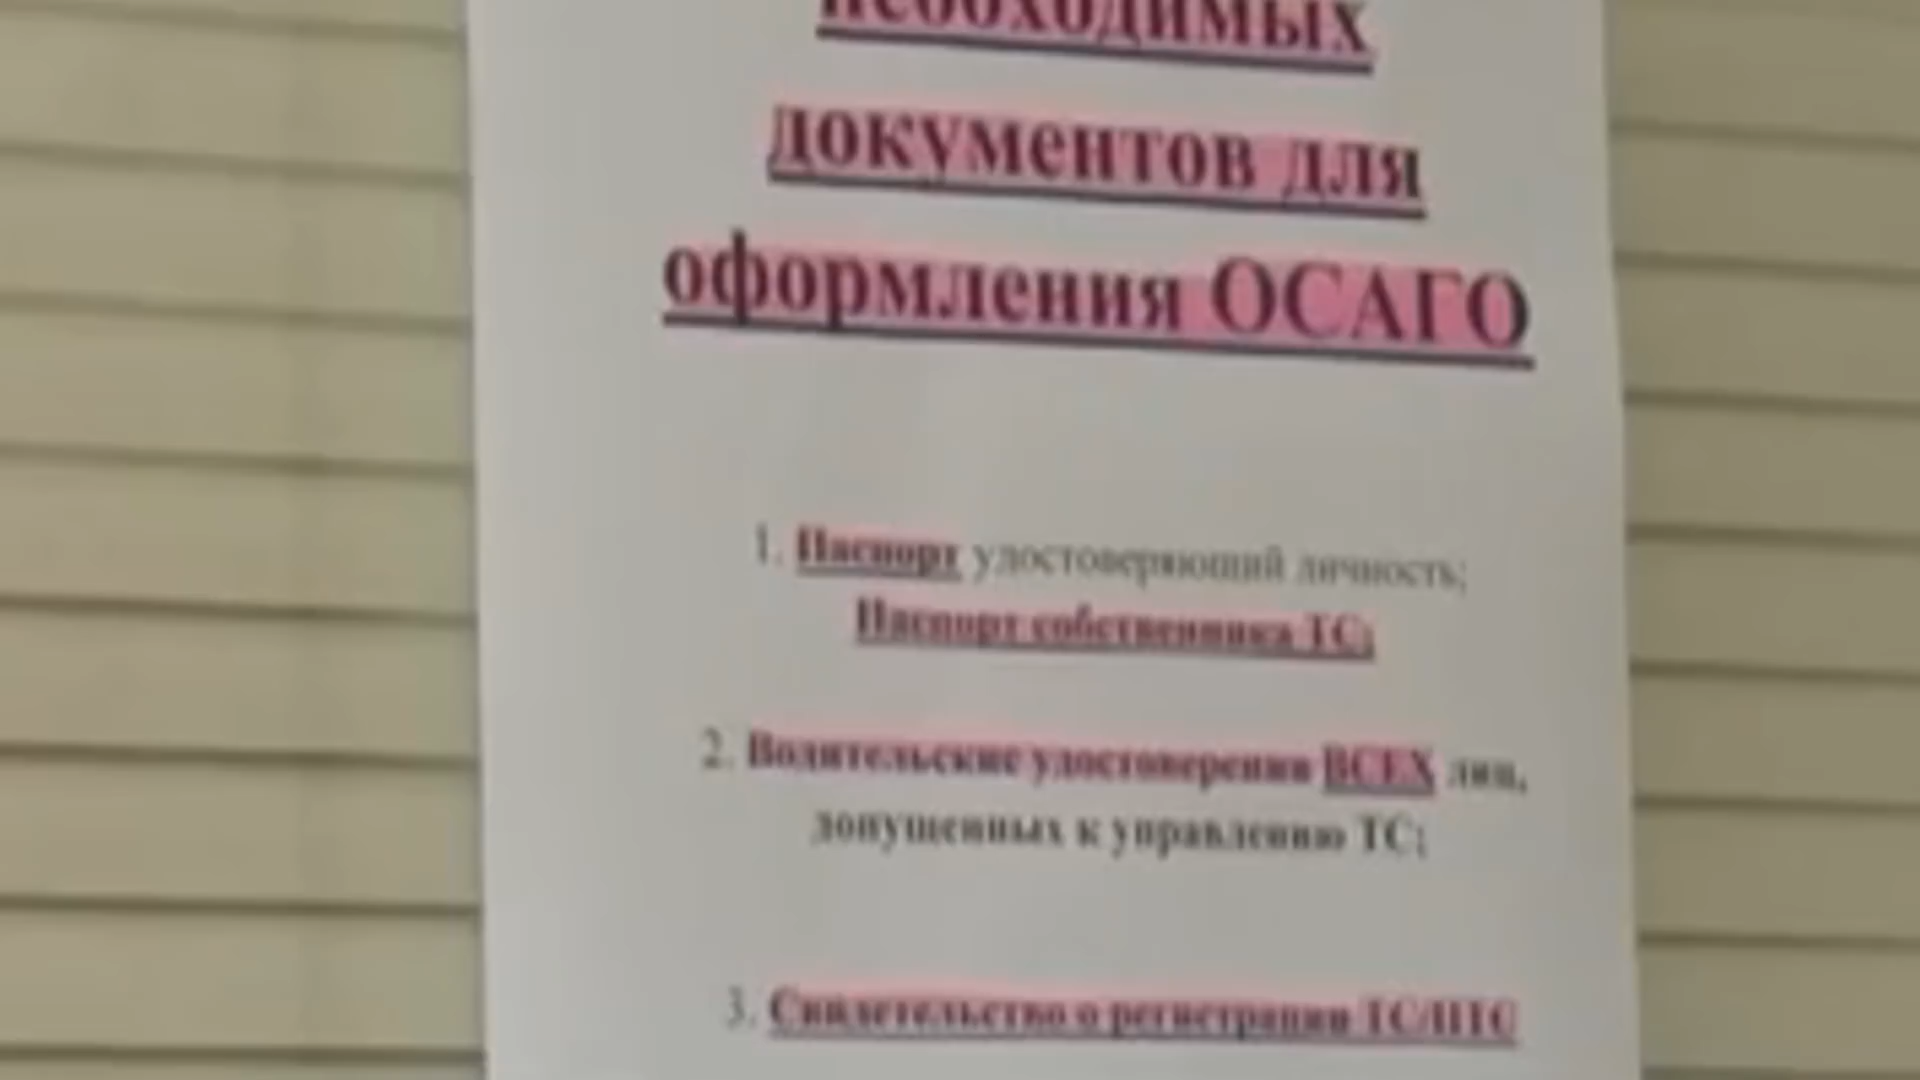 необходимых
документов для
оформления ОСАГО
1. Паспорт удостоверяющий личность;
Паспорт собственника ТС;
2. Водительские удостоверения ВСЕХ лиц,
допущенных к управлению ТС;
3. Свидетельство о регистрации ТС/ПТС